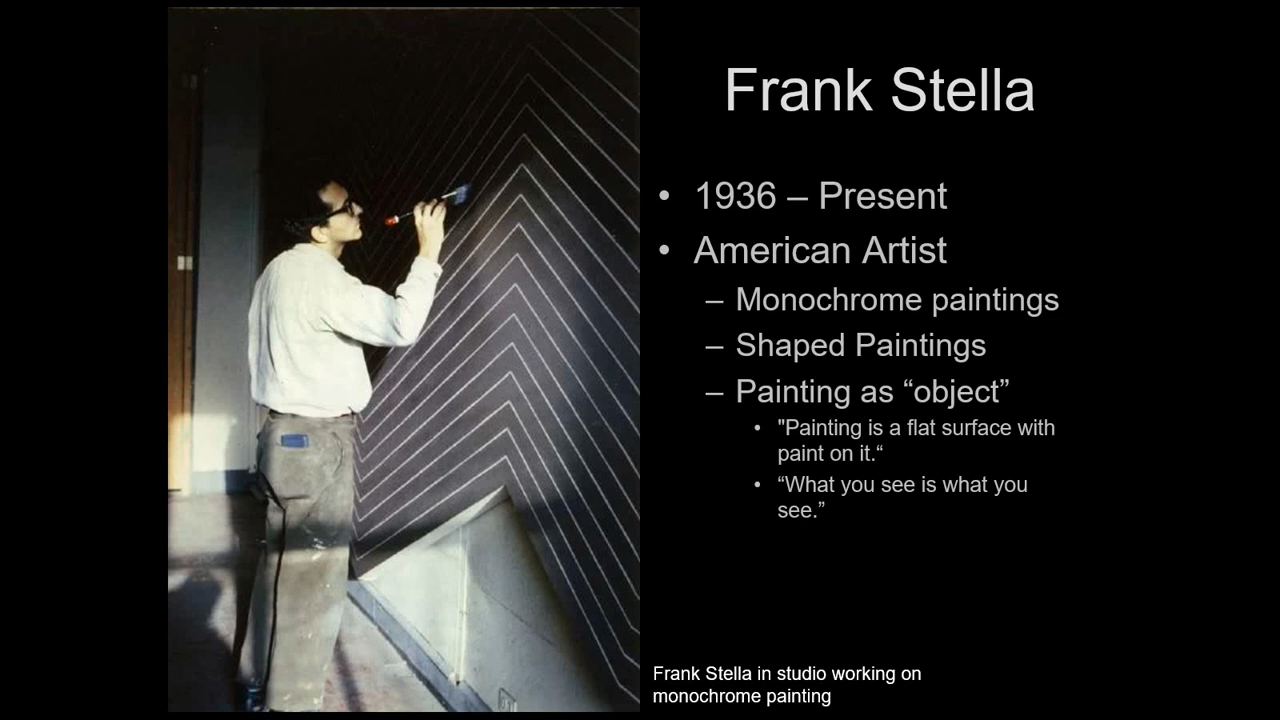 Frank Stella
• 1936 – Present
• American Artist
– Monochrome paintings
– Shaped Paintings
– Painting as “object”
• "Painting is a flat surface with
paint on it.“
• “What you see is what you
see.”
Frank Stella in studio working on
monochrome painting